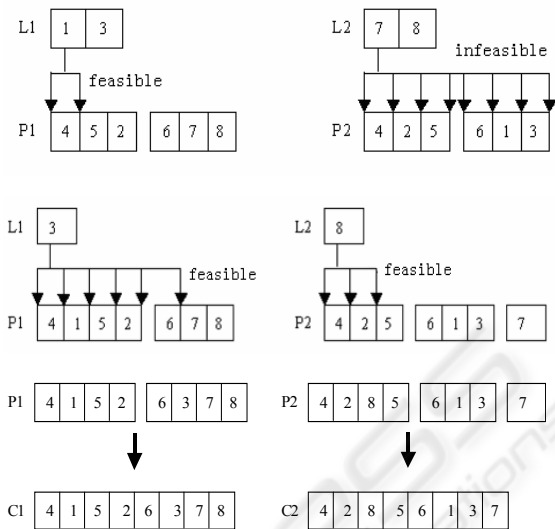 L1 1 3
L2 7 8
feasible
infeasible
P1 4 5 2 6 7 8
P2 4 2 5 6 1 3
L1 3
L2 8
feasible
feasible
P1 4 1 5 2 6 7 8
P2 4 2 5 6 1 3 7
P1 4 1 5 2 6 3 7 8
P2 4 2 8 5 6 1 3 7
C1 4 1 5 2 6 3 7 8
C2 4 2 8 5 6 1 3 7